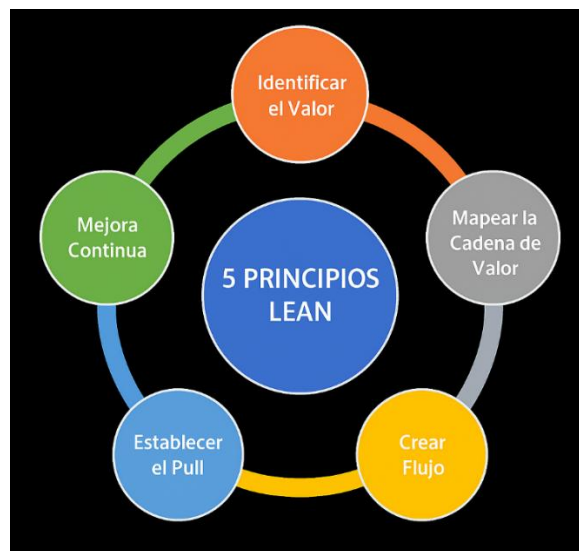 Identificar
el Valor
Mapear la
Cadena de
Valor
Crear
Flujo
Establecer
el Pull
Mejora
Continua
5 PRINCIPIOS
LEAN